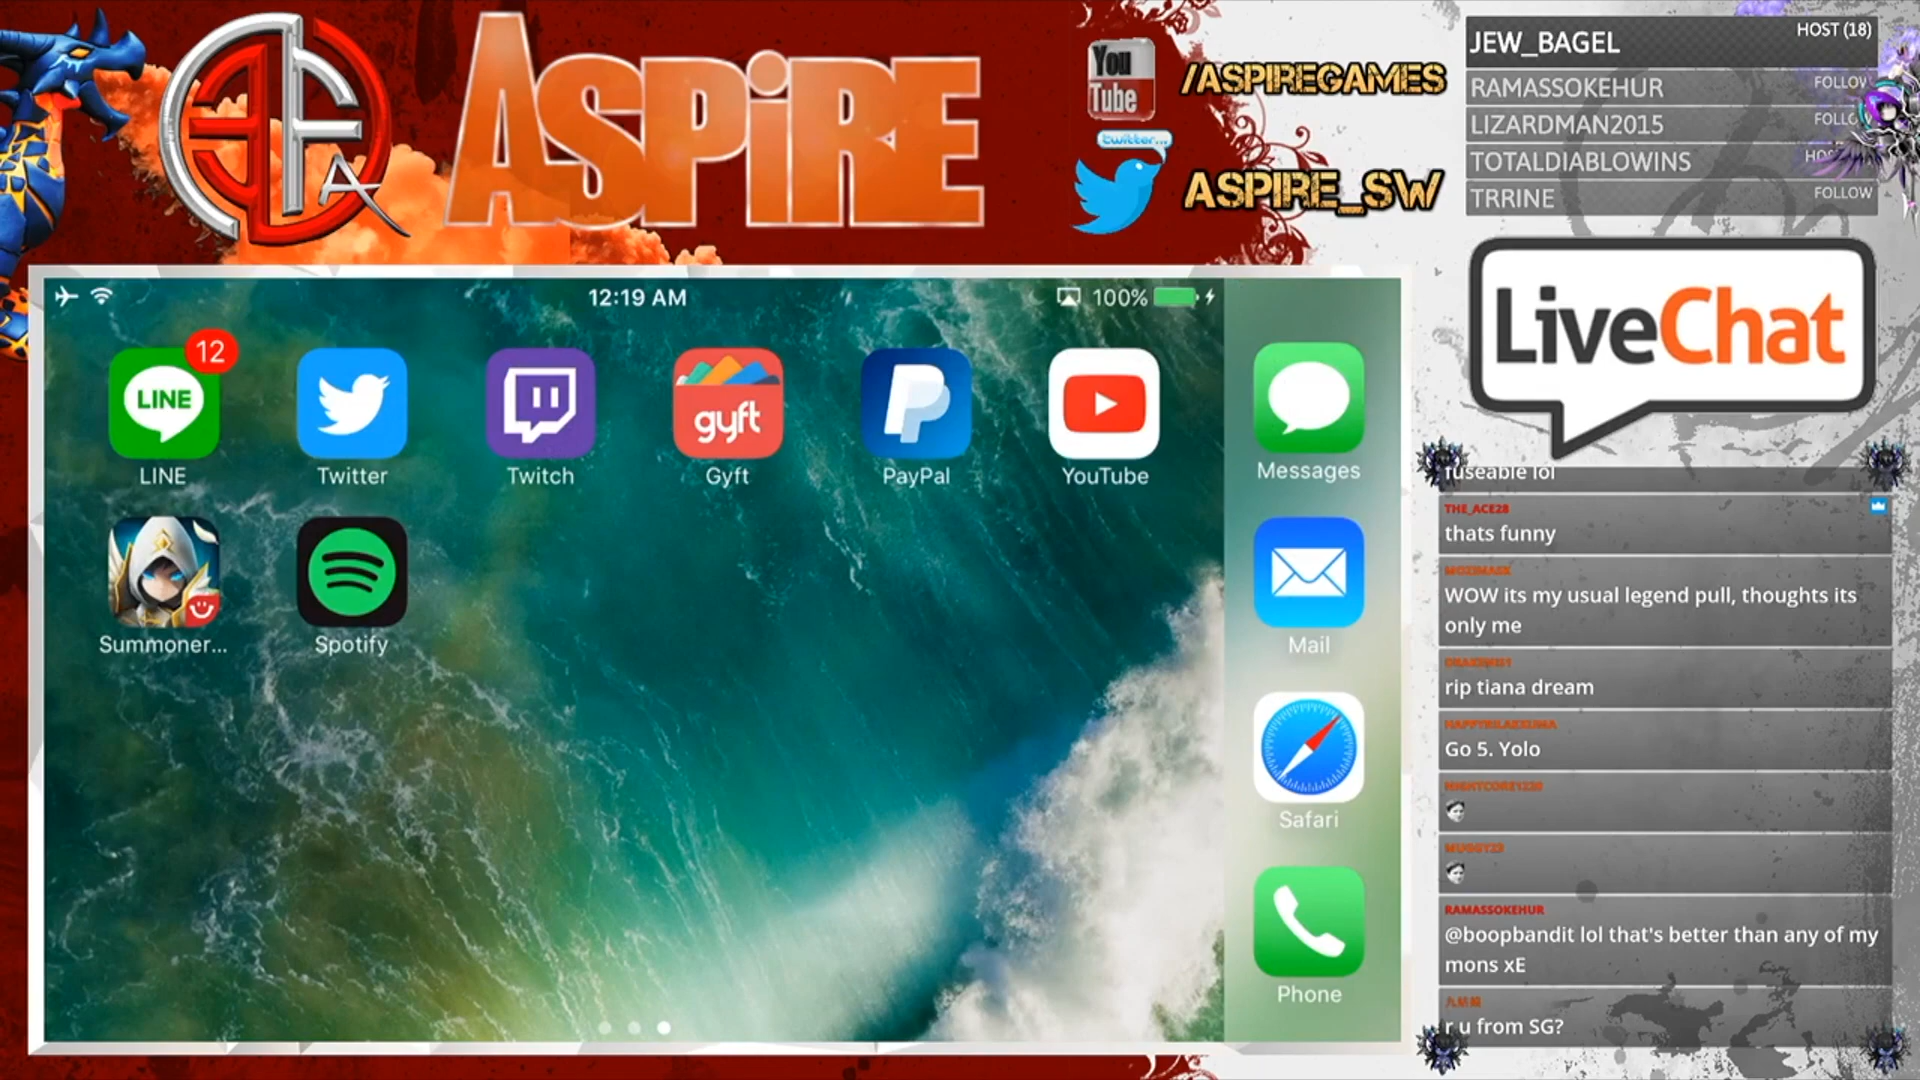 ASPiRE
You
Tube
/ASPIREGAMES
twitter...
ASPIRE_SW
JEW_BAGEL HOST (18)
RAMASSOKEHUR FOLLOW
LIZARDMAN2015
TOTALDIABLOWINS
TRRINE FOLLOW
LiveChat
12:19 AM
100%
12
LINE
gyft
LINE
Twitter
Twitch
Gyft
PayPal
YouTube
Summoner...
Spotify
Messages
Mail
Safari
Phone
fuseable lol
THE_ACE28
thats funny
WOW its my usual legend pull, thoughts its
only me
rip tiana dream
Go 5. Yolo
RAMASSOKEHUR
@boopbandit lol that's better than any of my
mons xE
r u from SG?